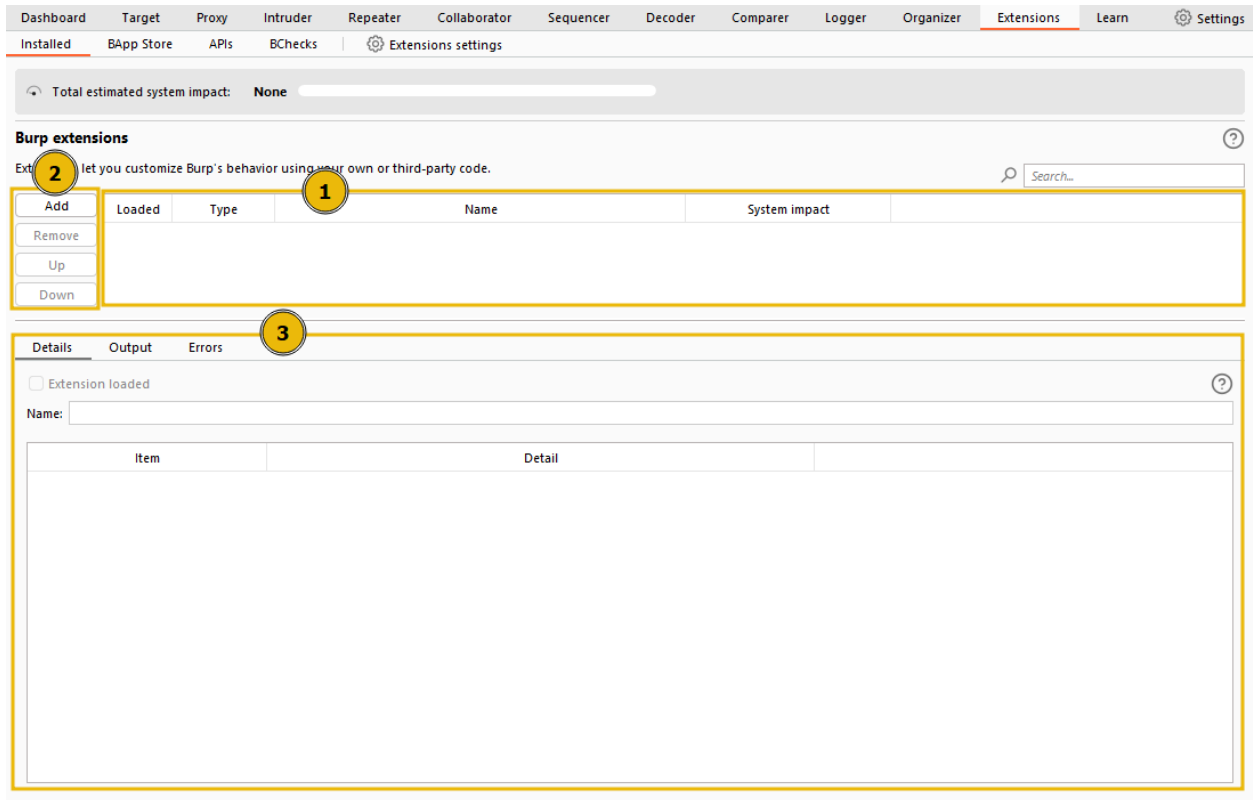 Dashboard Target Proxy Intruder Repeater Collaborator Sequencer Decoder Comparer Logger Organizer Extensions Learn Settings
Installed BApp Store APIs BChecks Extensions settings
Total estimated system impact: None
Burp extensions
Ext let you customize Burp's behavior using your own or third-party code.
2
1
Search...
Add Loaded Type Name System impact
Remove
Up
Down
3
Details Output Errors
Extension loaded
Name:
Item Detail